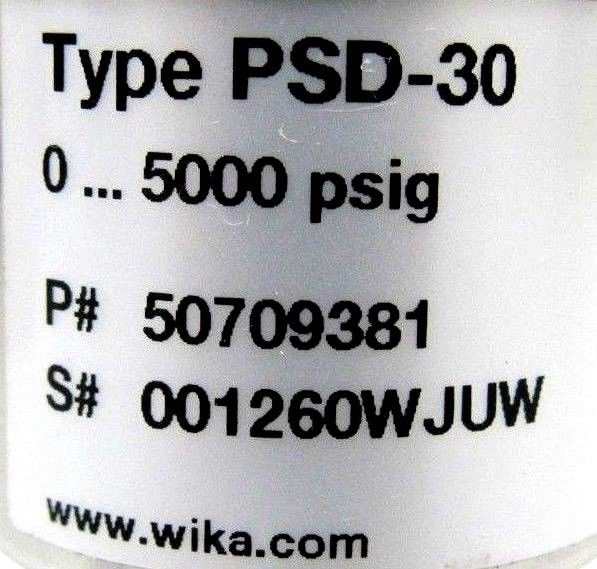 Type PSD-30
0 ... 5000 psig
P# 50709381
S# 001260WJUW
www.wika.com